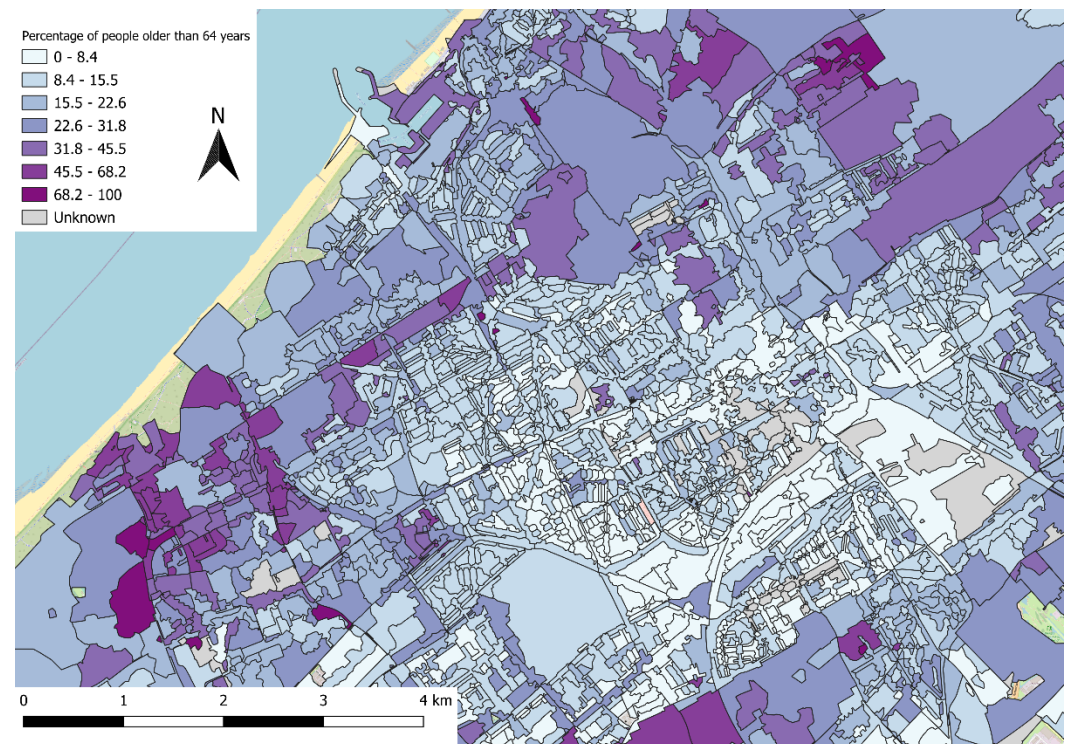 Percentage of people older than 64 years
0 - 8.4
8.4 - 15.5
15.5 - 22.6
22.6 - 31.8
31.8 - 45.5
45.5 - 68.2
68.2 - 100
Unknown
N
0 1 2 3 4 km